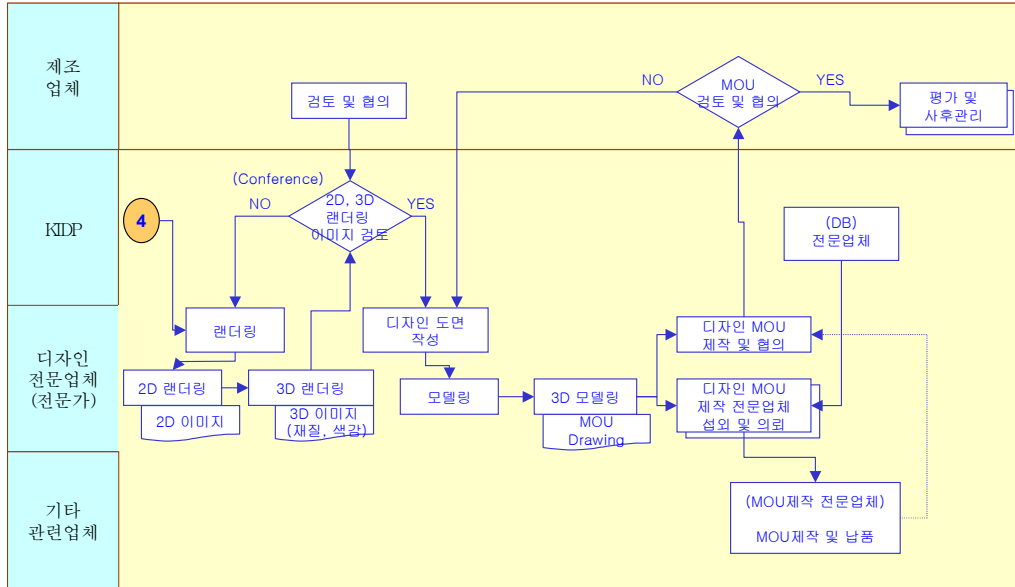 제조
업체
검토 및 협의
NO
MOU
검토 및 협의
YES
평가 및
사후관리
KIDP
(Conference)
4
NO
2D, 3D
랜더링
이미지 검토
YES
(DB)
전문업체
디자인
전문업체
(전문가)
랜더링
디자인 도면
작성
디자인 MOU
제작 및 협의
2D 랜더링
2D 이미지
3D 랜더링
3D 이미지
(재질, 색감)
모델링
3D 모델링
MOU
Drawing
디자인 MOU
제작 전문업체
섭외 및 의뢰
기타
관련업체
(MOU제작 전문업체)
MOU제작 및 납품